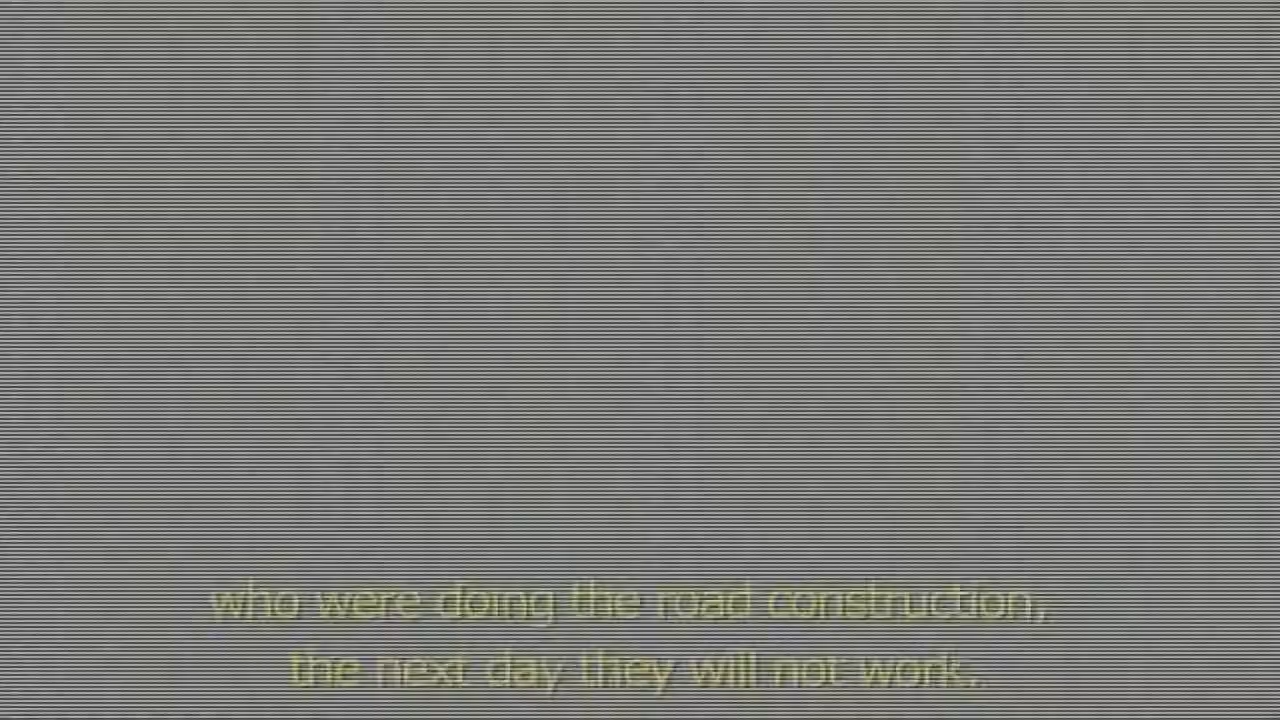 who were doing the road construction,
the next day they will not work.